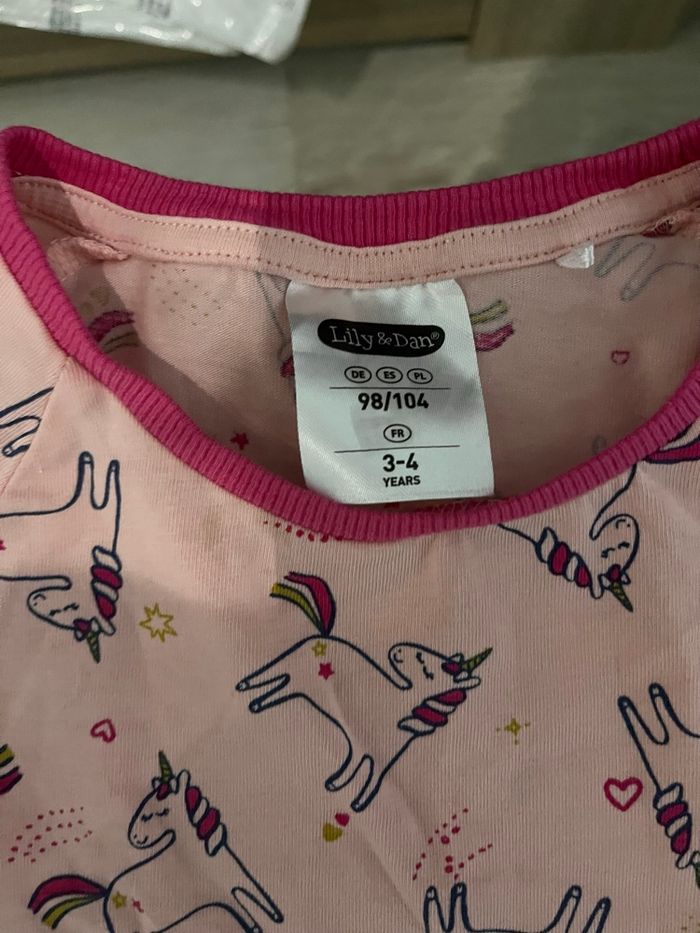 Lily & Dan®
DE ES PL
98/104
FR
3-4
YEARS